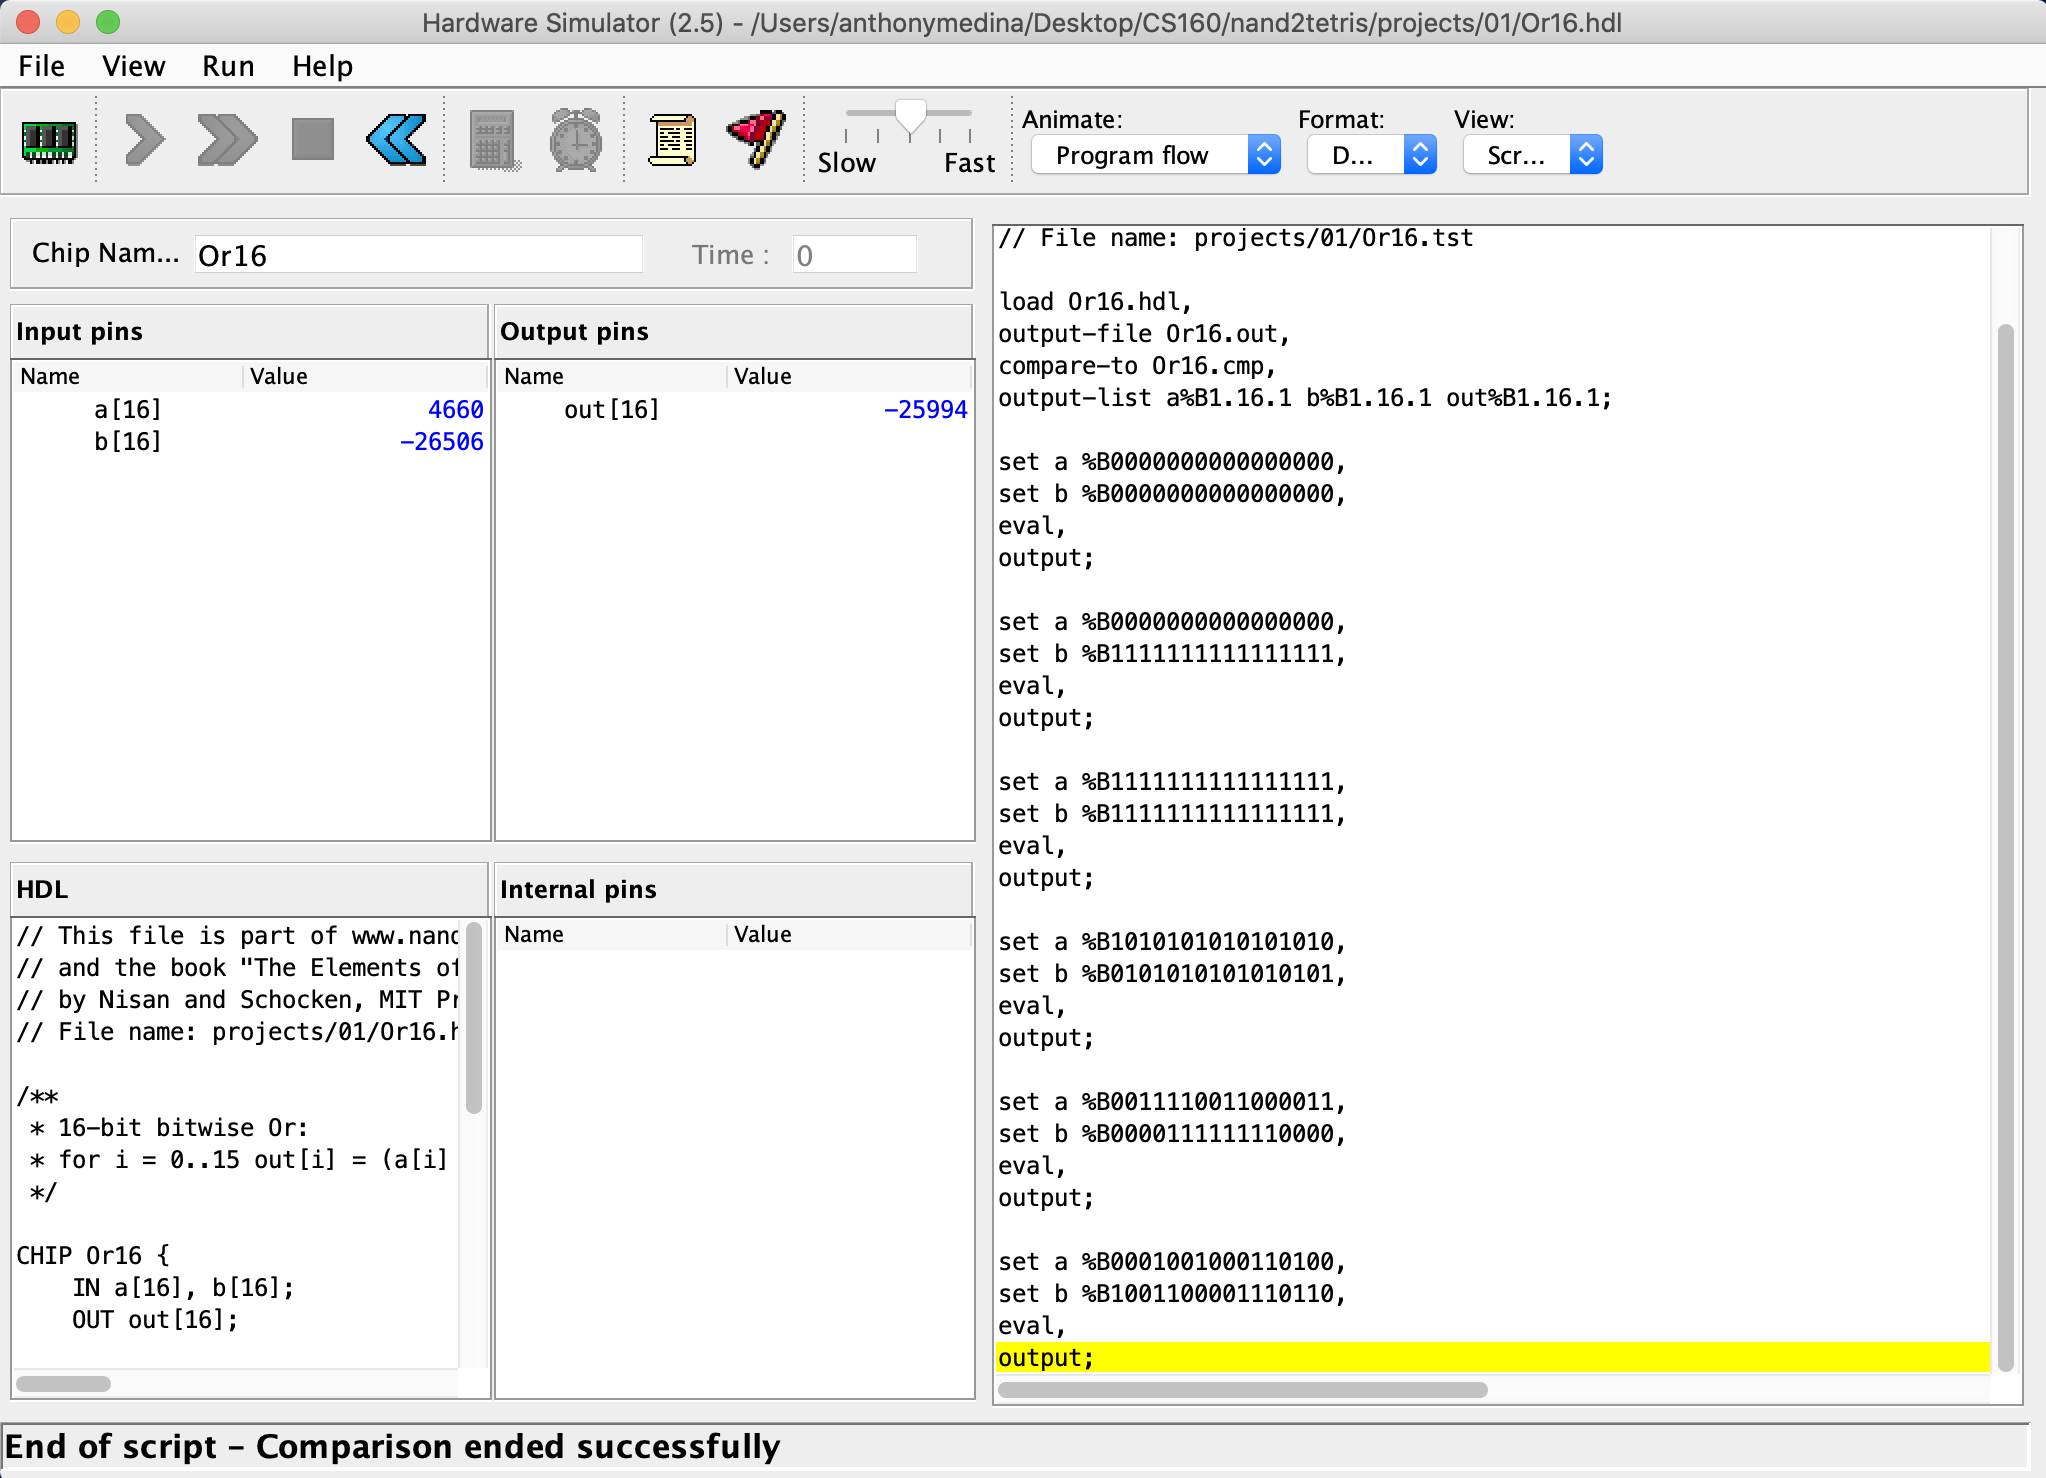 Hardware Simulator (2.5) - /Users/anthonymedina/Desktop/CS160/nand2tetris/projects/01/Or16.hdl
File View Run Help
Animate: Format: View:
Slow Fast Program flow D... Scr...
Chip Nam... Or16 Time : 0
Input pins
Name Value
a[16] 4660
b[16] -26506
Output pins
Name Value
out[16] -25994
HDL
// This file is part of www.nand
// and the book "The Elements of
// by Nisan and Schocken, MIT Pr
// File name: projects/01/Or16.h
/**
* 16-bit bitwise Or:
* for i = 0..15 out[i] = (a[i]
*/
CHIP Or16 {
IN a[16], b[16];
OUT out[16];
Internal pins
Name Value
// File name: projects/01/Or16.tst
load Or16.hdl,
output-file Or16.out,
compare-to Or16.cmp,
output-list a%B1.16.1 b%B1.16.1 out%B1.16.1;
set a %B0000000000000000,
set b %B0000000000000000,
eval,
output;
set a %B0000000000000000,
set b %B1111111111111111,
eval,
output;
set a %B1111111111111111,
set b %B1111111111111111,
eval,
output;
set a %B1010101010101010,
set b %B0101010101010101,
eval,
output;
set a %B0011110011000011,
set b %B0000111111110000,
eval,
output;
set a %B0001001000110100,
set b %B1001100001110110,
eval,
output;
End of script - Comparison ended successfully